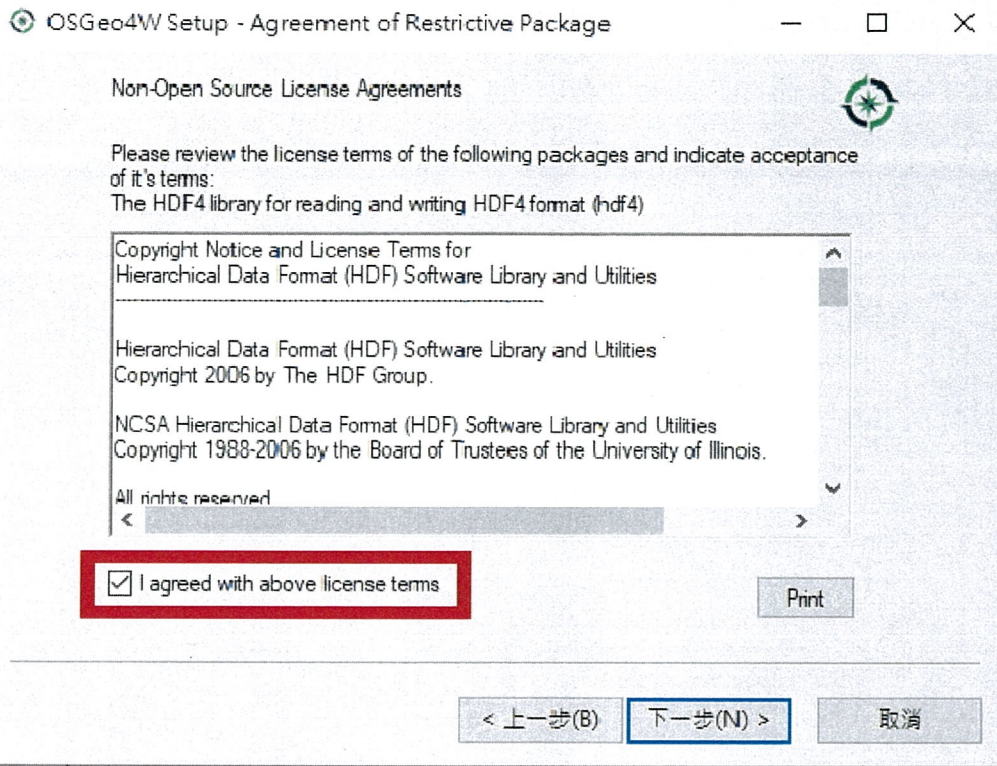 OSGeo4W Setup - Agreement of Restrictive Package
Non-Open Source License Agreements
Please review the license terms of the following packages and indicate acceptance
of it's terms:
The HDF4 library for reading and writing HDF4 format (hdf4)
Copyright Notice and License Terms for
Hierarchical Data Format (HDF) Software Library and Utilities
-----------------------------------------------------------------------------
Hierarchical Data Format (HDF) Software Library and Utilities
Copyright 2006 by The HDF Group.
NCSA Hierarchical Data Format (HDF) Software Library and Utilities
Copyright 1988-2006 by the Board of Trustees of the University of Illinois.
All rights reserved
I agreed with above license terms
Print
< 上一步(B)
下一步(N) >
取消